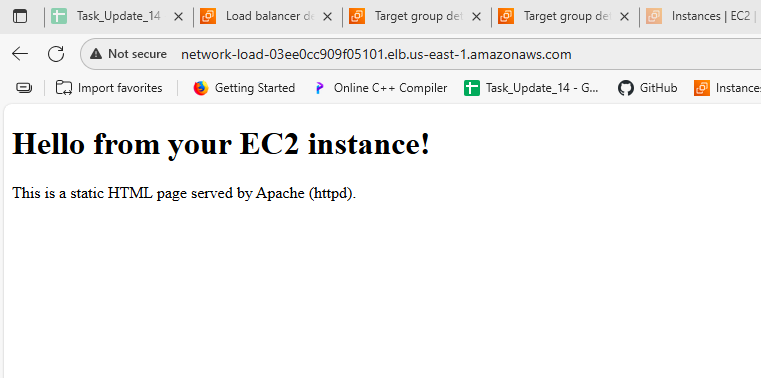 Task_Update_14 Load balancer de Target group det Target group det Instances | EC2 |
Not secure network-load-03ee0cc909f05101.elb.us-east-1.amazonaws.com
Import favorites Getting Started Online C++ Compiler Task_Update_14 - G... GitHub Instances
Hello from your EC2 instance!
This is a static HTML page served by Apache (httpd).